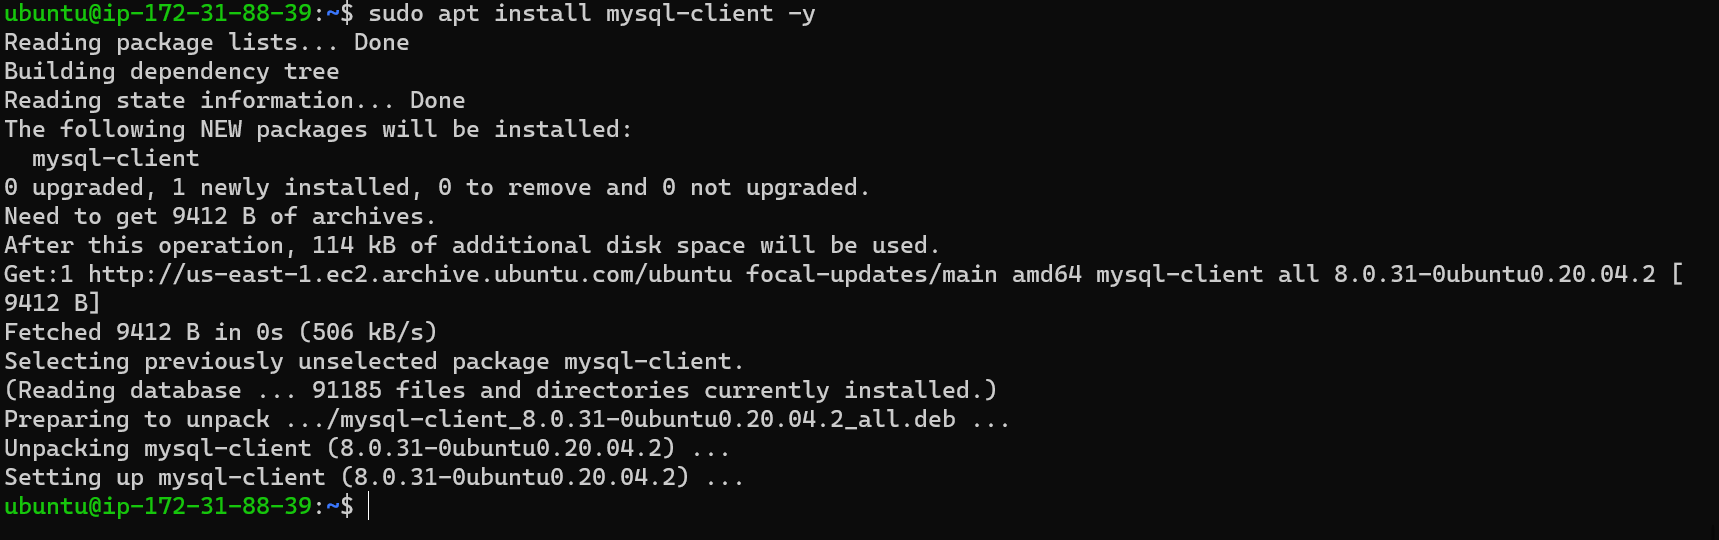 ubuntu@ip-172-31-88-39:~$ sudo apt install mysql-client -y
Reading package lists... Done
Building dependency tree
Reading state information... Done
The following NEW packages will be installed:
  mysql-client
0 upgraded, 1 newly installed, 0 to remove and 0 not upgraded.
Need to get 9412 B of archives.
After this operation, 114 kB of additional disk space will be used.
Get:1 http://us-east-1.ec2.archive.ubuntu.com/ubuntu focal-updates/main amd64 mysql-client all 8.0.31-0ubuntu0.20.04.2 [
9412 B]
Fetched 9412 B in 0s (506 kB/s)
Selecting previously unselected package mysql-client.
(Reading database ... 91185 files and directories currently installed.)
Preparing to unpack .../mysql-client_8.0.31-0ubuntu0.20.04.2_all.deb ...
Unpacking mysql-client (8.0.31-0ubuntu0.20.04.2) ...
Setting up mysql-client (8.0.31-0ubuntu0.20.04.2) ...
ubuntu@ip-172-31-88-39:~$